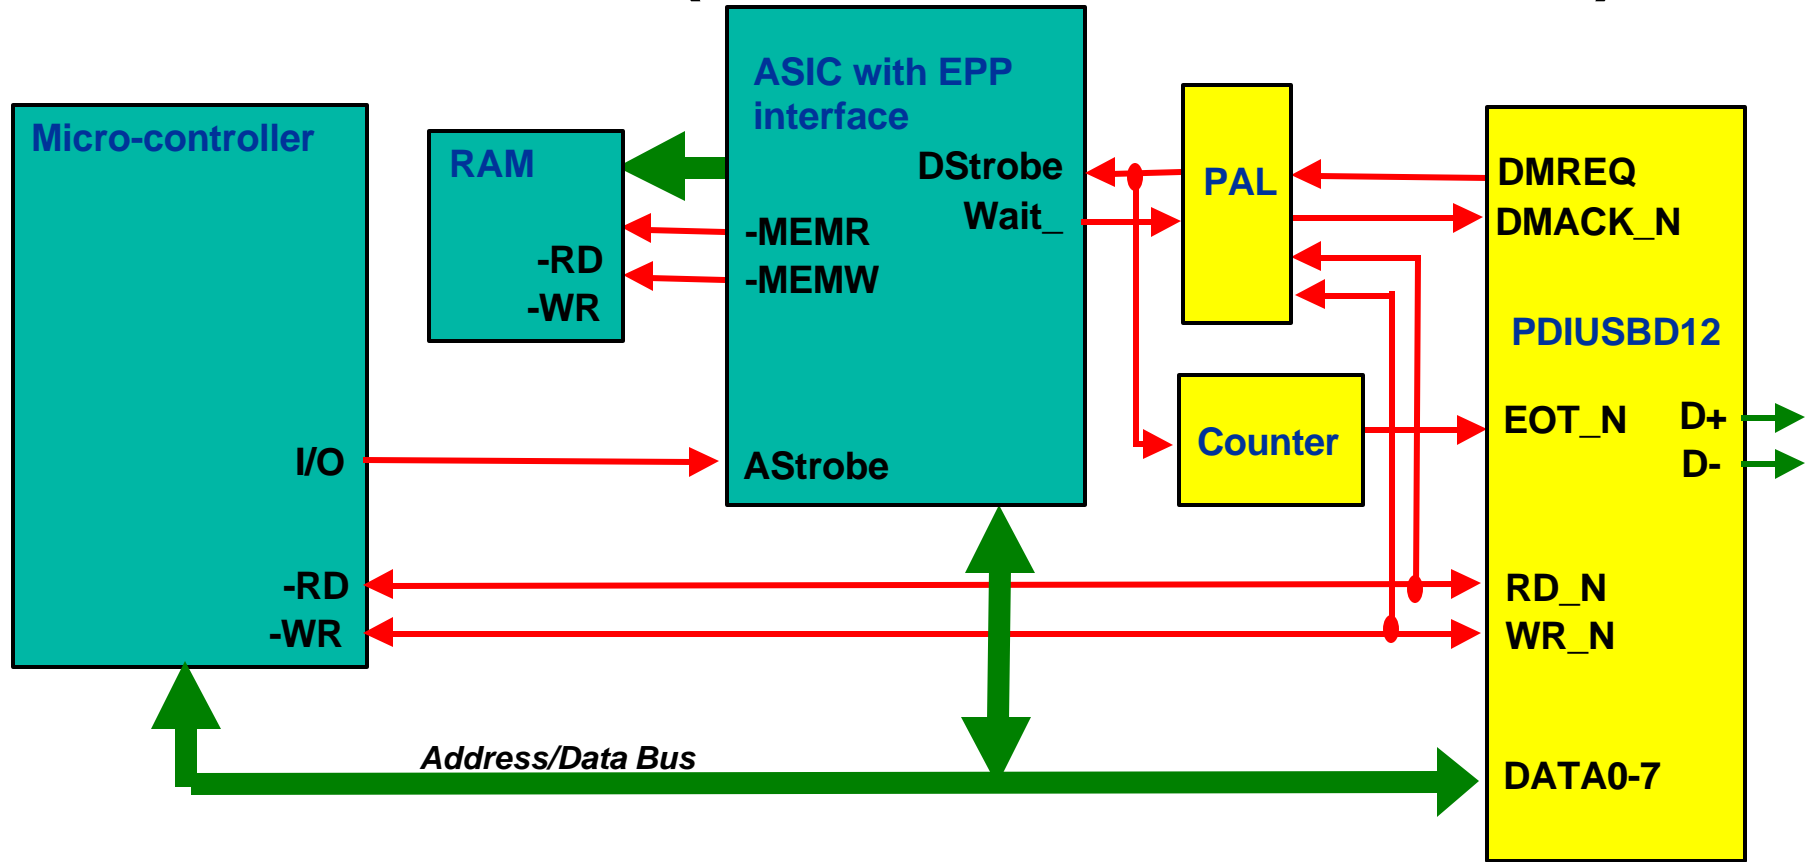 ASIC with EPP
interface
Micro-controller
RAM
DStrobe
PAL
DMREQ
Wait_
DMACK_N
-MEMR
-RD
-MEMW
-WR
PDIUSBD12
EOT_N
D+
Counter
I/O
AStrobe
D-
-RD
RD_N
-WR
WR_N
Address/Data Bus
DATA0-7